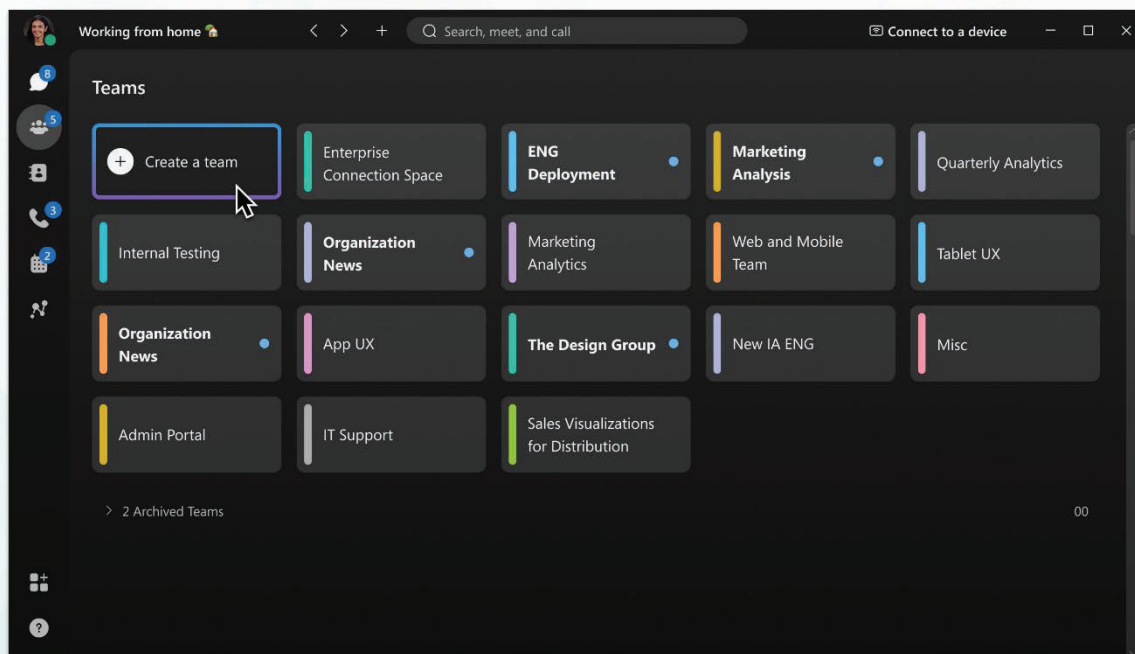 Working from home 🏡
Search, meet, and call
Connect to a device
8
5
3
2
Teams
Create a team
Enterprise
Connection Space
ENG
Deployment
Marketing
Analysis
Quarterly Analytics
Internal Testing
Organization
News
Marketing
Analytics
Web and Mobile
Team
Tablet UX
Organization
News
App UX
The Design Group
New IA ENG
Misc
Admin Portal
IT Support
Sales Visualizations
for Distribution
2 Archived Teams
00